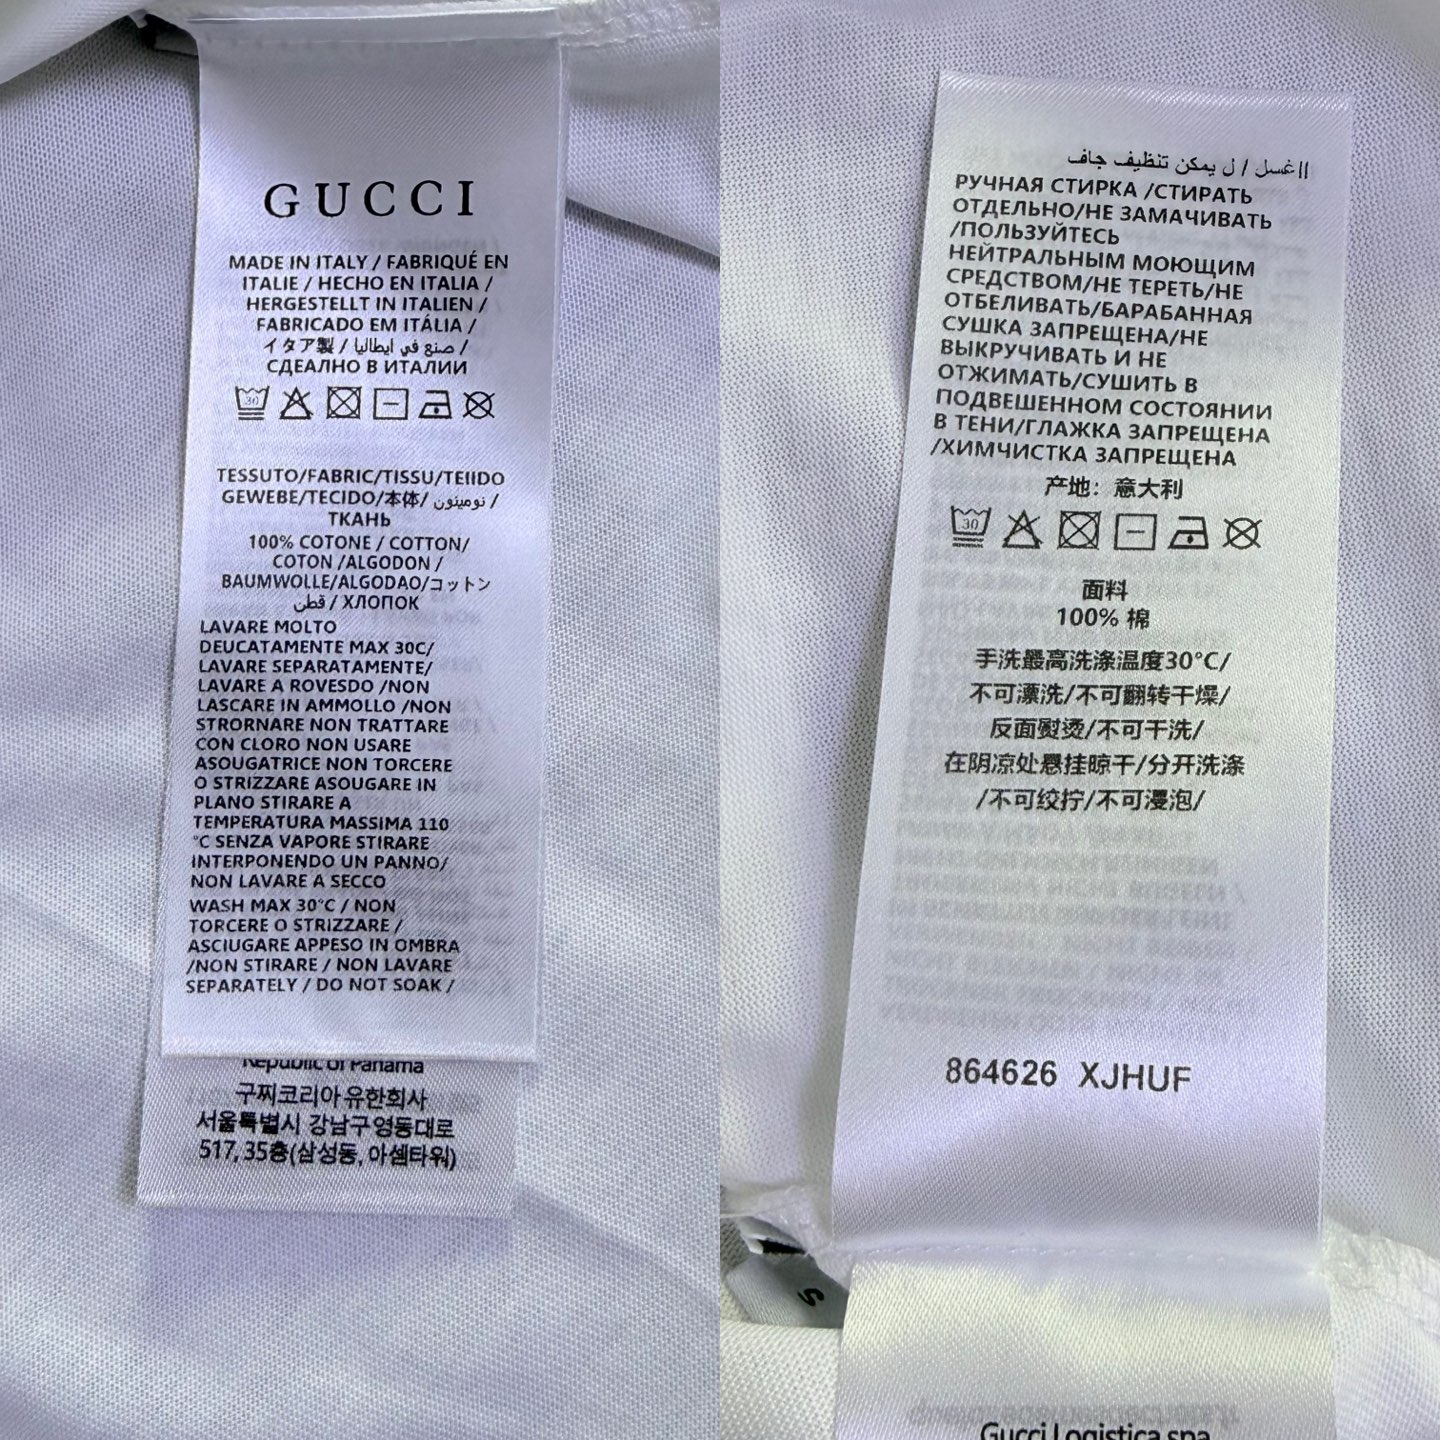 GUCCI
MADE IN ITALY / FABRIQUÉ EN
ITALIE / HECHO EN ITALIA /
HERGESTELLT IN ITALIEN /
FABRICADO EM ITÁLIA /
イタア製 / صنع في ايطاليا /
СДЕАЛНО В ИТАЛИИ
30
TESSUTO/FABRIC/TISSU/TEIIDO
GEWEBE/TECIDO/本体/ نومينون /
ТКАНЬ
100% COTONE / COTTON/
COTON /ALGODON /
BAUMWOLLE/ALGODAO/コットン
قطن / ХЛОПОК
LAVARE MOLTO
DEUCATAMENTE MAX 30C/
LAVARE SEPARATAMENTE/
LAVARE A ROVESDO /NON
LASCARE IN AMMOLLO /NON
STRORNARE NON TRATTARE
CON CLORO NON USARE
ASOUGATRICE NON TORCERE
O STRIZZARE ASOUGARE IN
PLANO STIRARE A
TEMPERATURA MASSIMA 110
°C SENZA VAPORE STIRARE
INTERPONENDO UN PANNO/
NON LAVARE A SECCO
WASH MAX 30°C / NON
TORCERE O STRIZZARE /
ASCIUGARE APPESO IN OMBRA
/NON STIRARE / NON LAVARE
SEPARATELY / DO NOT SOAK /
Republic of Panama
구찌코리아 유한회사
서울특별시 강남구영동대로
517, 35층(삼성동, 아셈타워)
ااغسل / ل يمكن تنظيف جاف
РУЧНАЯ СТИРКА /СТИРАТЬ
ОТДЕЛЬНО/НЕ ЗАМАЧИВАТЬ
/ПОЛЬЗУЙТЕСЬ
НЕЙТРАЛЬНЫМ МОЮЩИМ
СРЕДСТВОМ/НЕ ТЕРЕТЬ/НЕ
ОТБЕЛИВАТЬ/БАРАБАННАЯ
СУШКА ЗАПРЕЩЕНА/НЕ
ВЫКРУЧИВАТЬ И НЕ
ОТЖИМАТЬ/СУШИТЬ В
ПОДВЕШЕННОМ СОСТОЯНИИ
В ТЕНИ/ГЛАЖКА ЗАПРЕЩЕНА
/ХИМЧИСТКА ЗАПРЕЩЕНА
产地：意大利
30
面料
100% 棉
手洗最高洗涤温度30°C/
不可漂洗/不可翻转干燥/
反面熨烫/不可干洗/
在阴凉处悬挂晾干/分开洗涤
/不可绞拧/不可浸泡/
864626 XJHUF
S
Gucci Logistica spa